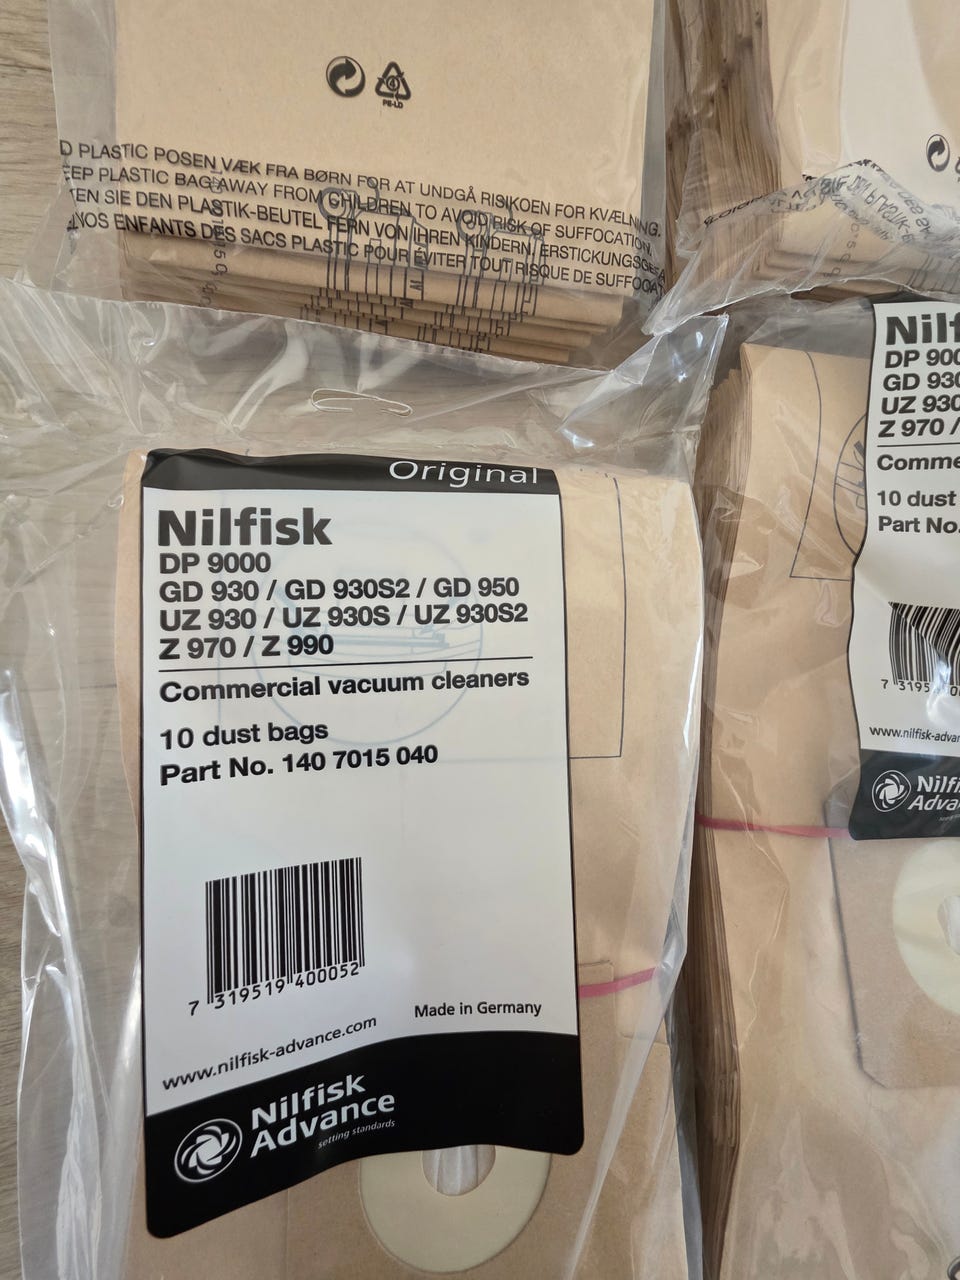 PE-LD
D PLASTIC POSEN VÆK FRA BØRN FOR AT UNDGÅ RISIKOEN FOR KVÆLNING.
EEP PLASTIC BAG AWAY FROM CHILDREN TO AVOID RISK OF SUFFOCATION.
TEN SIE DEN PLASTIK-BEUTEL FERN VON IHREN KINDERN, ERSTICKUNGSGEFA
VOS ENFANTS DES SACS PLASTIC POUR ÉVITER TOUT RISQUE DE SUFFOCAT
Original
Nilfisk
DP 9000
GD 930 / GD 930S2 / GD 950
UZ 930 / UZ 930S / UZ 930S2
Z 970 / Z 990
Commercial vacuum cleaners
10 dust bags
Part No. 140 7015 040
7 319519 400052
Made in Germany
www.nilfisk-advance.com
Nilfisk
Advance
setting standards
Nilf
DP 900
GD 930
UZ 930
Z 970 /
Comme
10 dust
Part No.
7 3195
www.nilfisk-advan
Nilfi
Adva